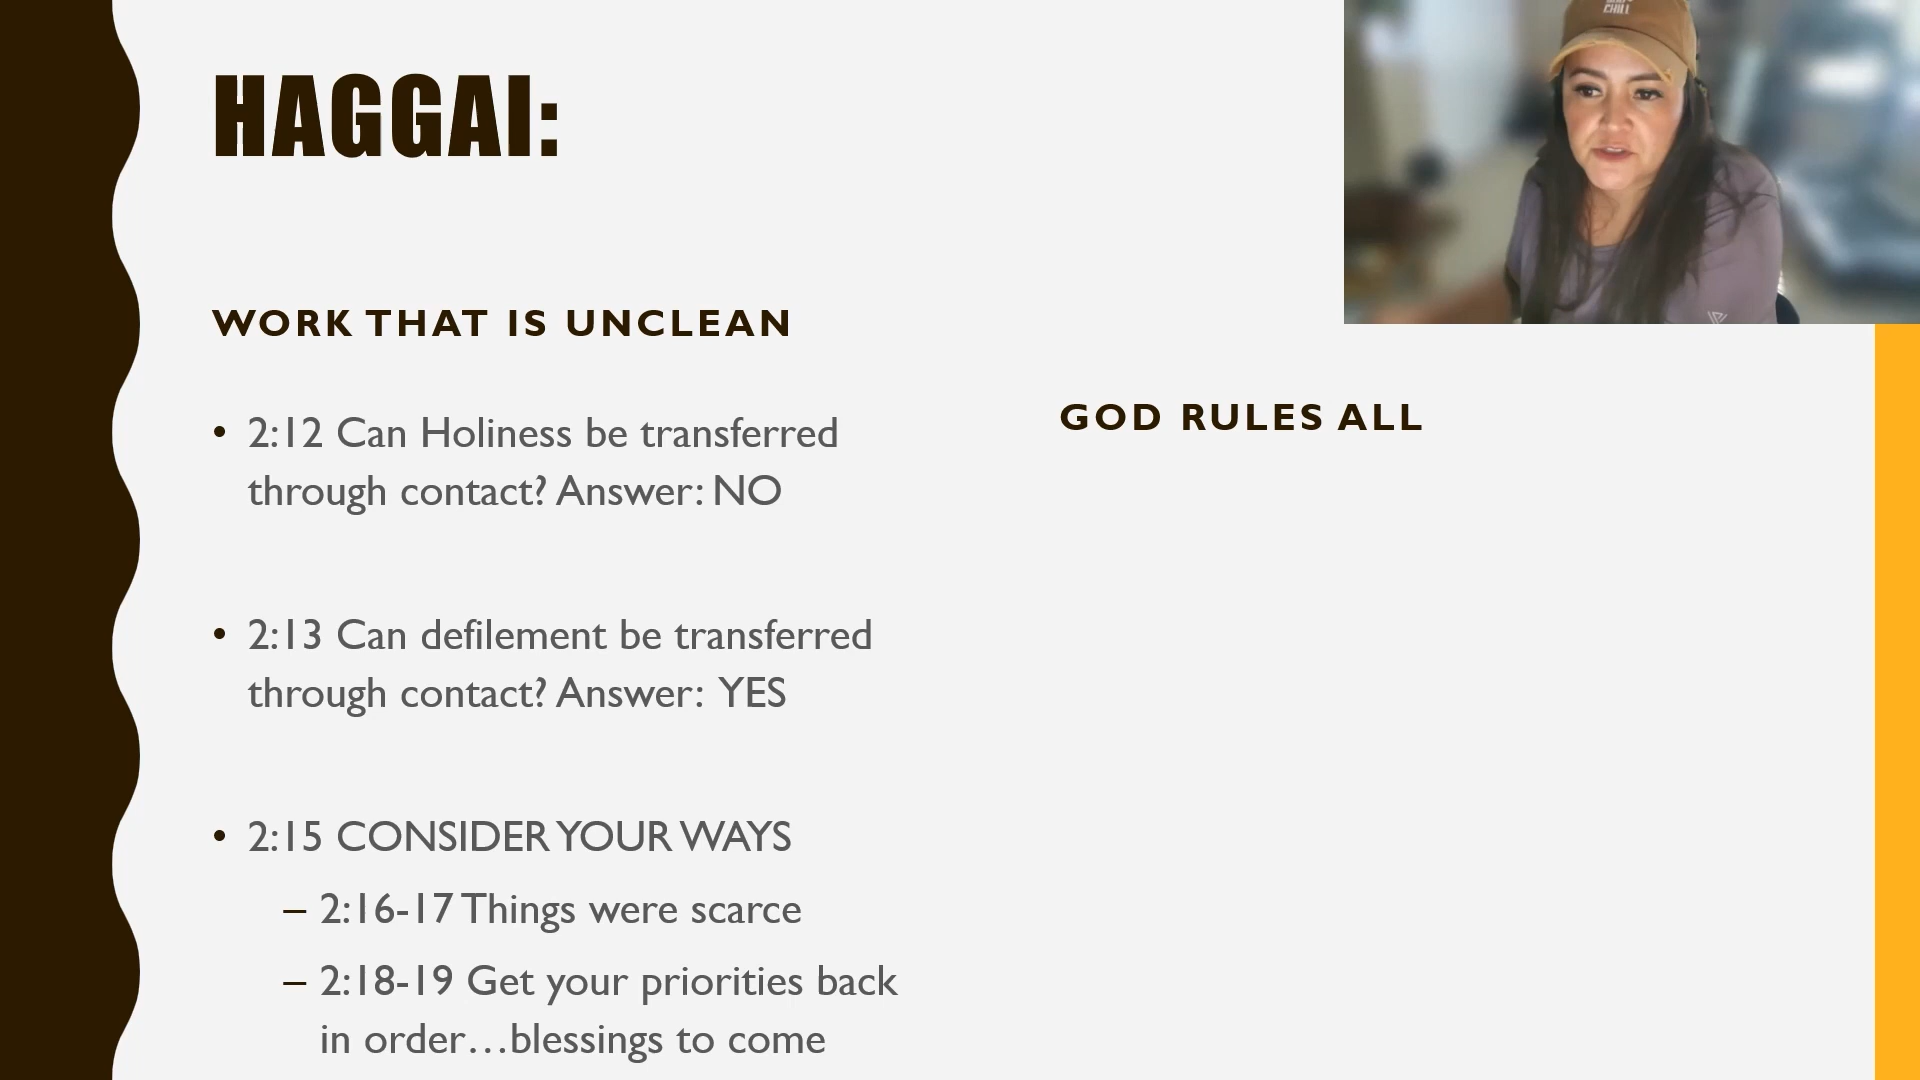 HAGGAI:
WORK THAT IS UNCLEAN
• 2:12 Can Holiness be transferred
through contact? Answer: NO
• 2:13 Can defilement be transferred
through contact? Answer: YES
• 2:15 CONSIDER YOUR WAYS
– 2:16-17 Things were scarce
– 2:18-19 Get your priorities back
in order…blessings to come
GOD RULES ALL
CHILL